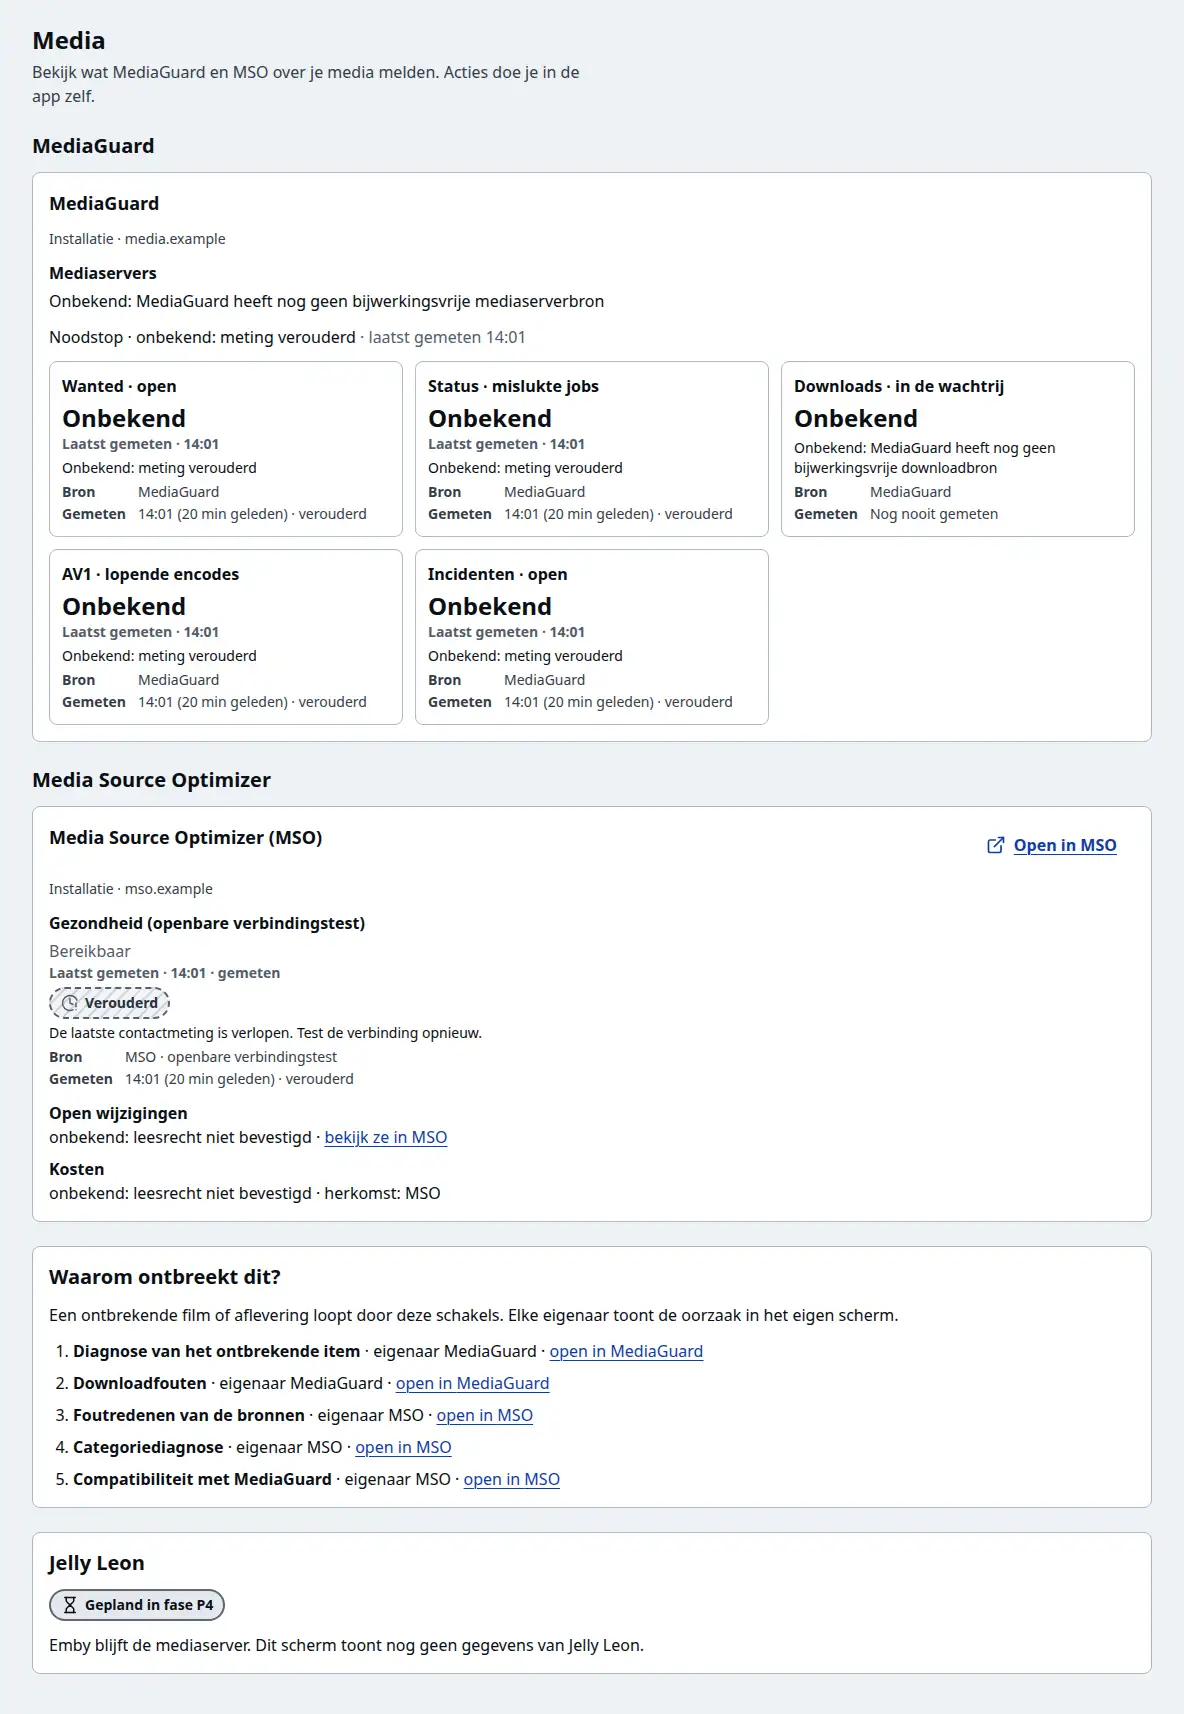 Media
Bekijk wat MediaGuard en MSO over je media melden. Acties doe je in de
app zelf.
MediaGuard
MediaGuard
Installatie · media.example
Mediaservers
Onbekend: MediaGuard heeft nog geen bijwerkingsvrije mediaserverbron
Noodstop · onbekend: meting verouderd · laatst gemeten 14:01
Wanted · open
Onbekend
Laatst gemeten · 14:01
Onbekend: meting verouderd
Bron MediaGuard
Gemeten 14:01 (20 min geleden) · verouderd
Status · mislukte jobs
Onbekend
Laatst gemeten · 14:01
Onbekend: meting verouderd
Bron MediaGuard
Gemeten 14:01 (20 min geleden) · verouderd
Downloads · in de wachtrij
Onbekend
Onbekend: MediaGuard heeft nog geen
bijwerkingsvrije downloadbron
Bron MediaGuard
Gemeten Nog nooit gemeten
AV1 · lopende encodes
Onbekend
Laatst gemeten · 14:01
Onbekend: meting verouderd
Bron MediaGuard
Gemeten 14:01 (20 min geleden) · verouderd
Incidenten · open
Onbekend
Laatst gemeten · 14:01
Onbekend: meting verouderd
Bron MediaGuard
Gemeten 14:01 (20 min geleden) · verouderd
Media Source Optimizer
Media Source Optimizer (MSO)
Open in MSO
Installatie · mso.example
Gezondheid (openbare verbindingstest)
Bereikbaar
Laatst gemeten · 14:01 · gemeten
Verouderd
De laatste contactmeting is verlopen. Test de verbinding opnieuw.
Bron MSO · openbare verbindingstest
Gemeten 14:01 (20 min geleden) · verouderd
Open wijzigingen
onbekend: leesrecht niet bevestigd · bekijk ze in MSO
Kosten
onbekend: leesrecht niet bevestigd · herkomst: MSO
Waarom ontbreekt dit?
Een ontbrekende film of aflevering loopt door deze schakels. Elke eigenaar toont de oorzaak in het eigen scherm.
1. Diagnose van het ontbrekende item · eigenaar MediaGuard · open in MediaGuard
2. Downloadfouten · eigenaar MediaGuard · open in MediaGuard
3. Foutredenen van de bronnen · eigenaar MSO · open in MSO
4. Categoriediagnose · eigenaar MSO · open in MSO
5. Compatibiliteit met MediaGuard · eigenaar MSO · open in MSO
Jelly Leon
Gepland in fase P4
Emby blijft de mediaserver. Dit scherm toont nog geen gegevens van Jelly Leon.